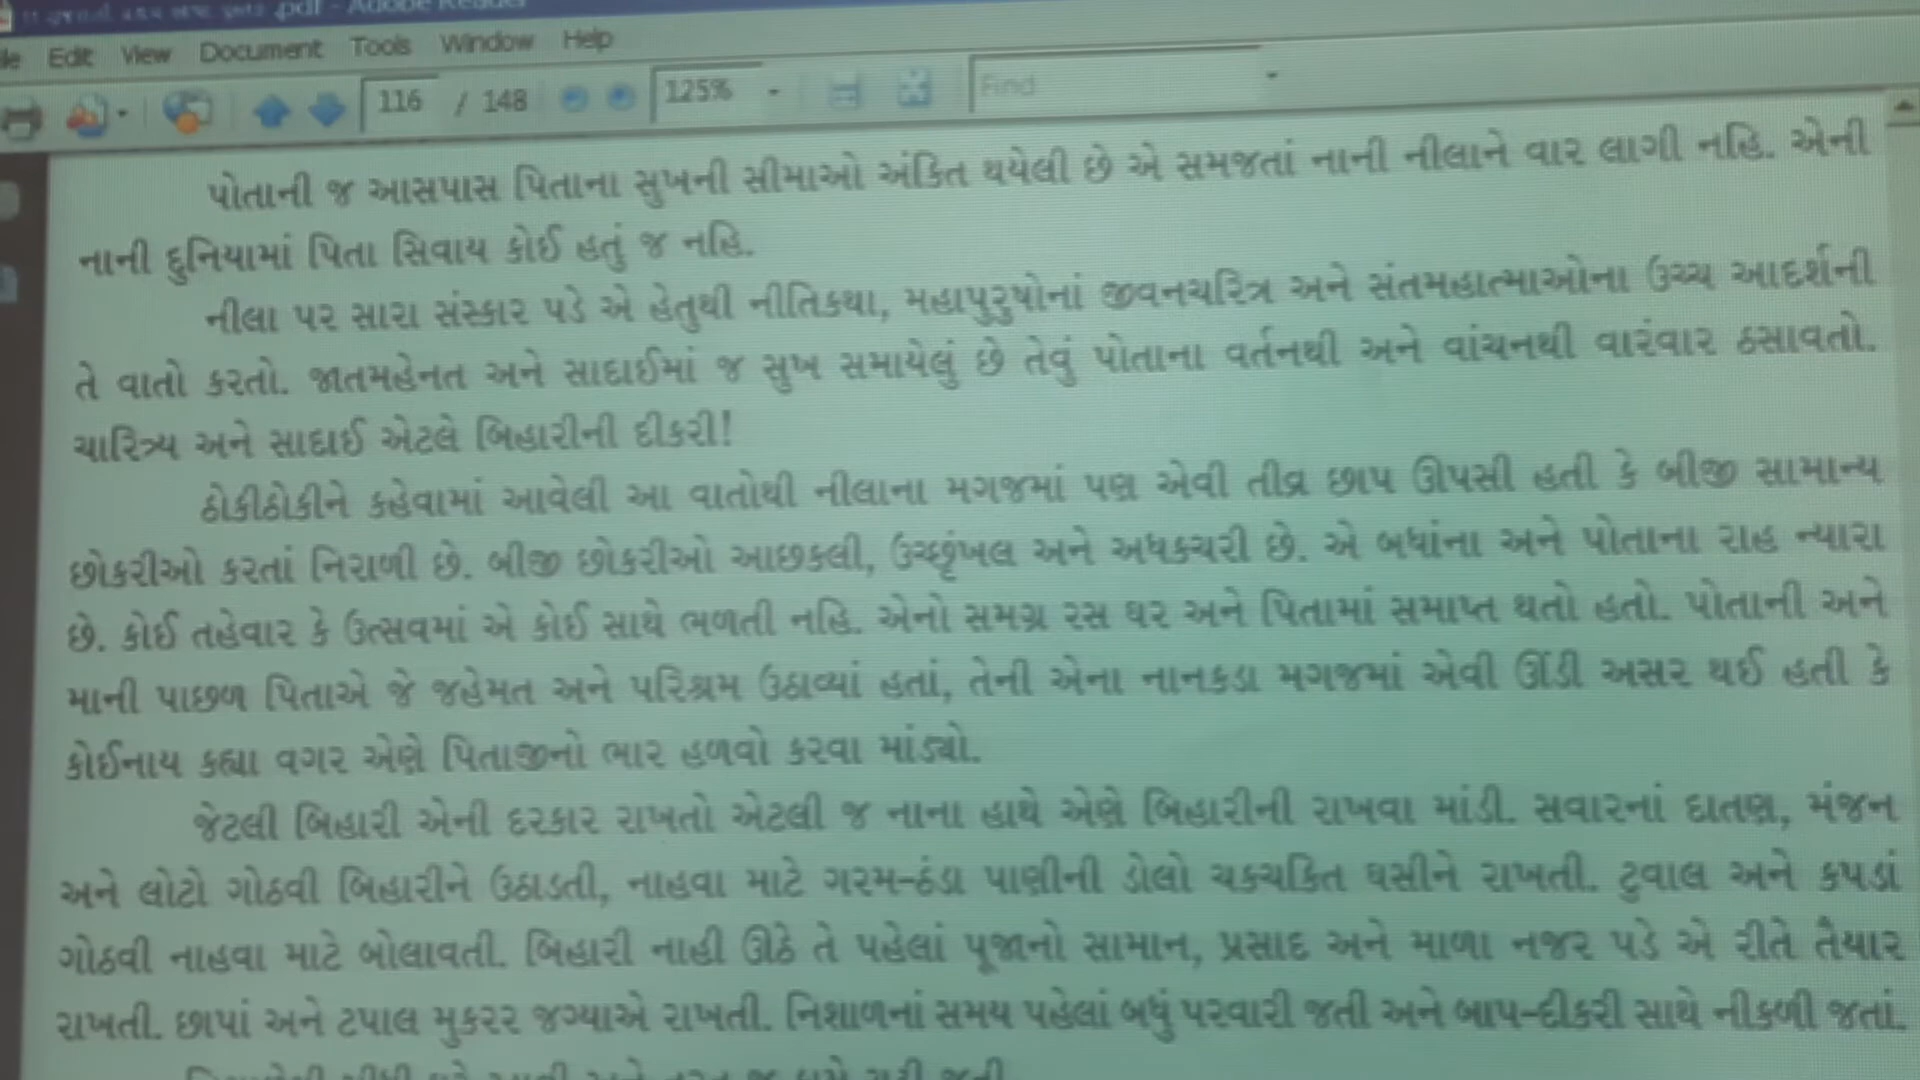 .pdf - Adobe Reader
Edit View Document Tools Window Help
116 / 148 125% Find
પોતાની જ આસપાસ પિતાના સુખની સીમાઓ અંકિત થયેલી છે એ સમજતાં નાની નીલાને વાર લાગી નહિ. એની
નાની દુનિયામાં પિતા સિવાય કોઈ હતું જ નહિ.
નીલા પર સારા સંસ્કાર પડે એ હેતુથી નીતિકથા, મહાપુરુષોનાં જીવનચરિત્ર અને સંતમહાત્માઓના ઉચ્ચ આદર્શની
તે વાતો કરતો. જાતમહેનત અને સાદાઈમાં જ સુખ સમાયેલું છે તેવું પોતાના વર્તનથી અને વાંચનથી વારંવાર ઠસાવતો.
ચારિત્ર્ય અને સાદાઈ એટલે બિહારીની દીકરી!
ઠોકીઠોકીને કહેવામાં આવેલી આ વાતોથી નીલાના મગજમાં પણ એવી તીવ્ર છાપ ઊપસી હતી કે બીજી સામાન્ય
છોકરીઓ કરતાં નિરાળી છે. બીજી છોકરીઓ આછકલી, ઉચ્છૃંખલ અને અધકચરી છે. એ બધાંના અને પોતાના રાહ ન્યારા
છે. કોઈ તહેવાર કે ઉત્સવમાં એ કોઈ સાથે ભળતી નહિ. એનો સમગ્ર રસ ઘર અને પિતામાં સમાપ્ત થતો હતો. પોતાની અને
માની પાછળ પિતાએ જે જહેમત અને પરિશ્રમ ઉઠાવ્યાં હતાં, તેની એના નાનકડા મગજમાં એવી ઊંડી અસર થઈ હતી કે
કોઈનાય કહ્યા વગર એણે પિતાજીનો ભાર હળવો કરવા માંડ્યો.
જેટલી બિહારી એની દરકાર રાખતો એટલી જ નાના હાથે એણે બિહારીની રાખવા માંડી. સવારનાં દાતણ, મંજન
અને લોટો ગોઠવી બિહારીને ઉઠાડતી, નાહવા માટે ગરમ-ઠંડા પાણીની ડોલો ચકચકિત ઘસીને રાખતી. ટુવાલ અને કપડાં
ગોઠવી નાહવા માટે બોલાવતી. બિહારી નાહી ઊઠે તે પહેલાં પૂજાનો સામાન, પ્રસાદ અને માળા નજર પડે એ રીતે તૈયાર
રાખતી. છાપાં અને ટપાલ મુકરર જગ્યાએ રાખતી. નિશાળનાં સમય પહેલાં બધું પરવારી જતી અને બાપ-દીકરી સાથે નીકળી જતાં.